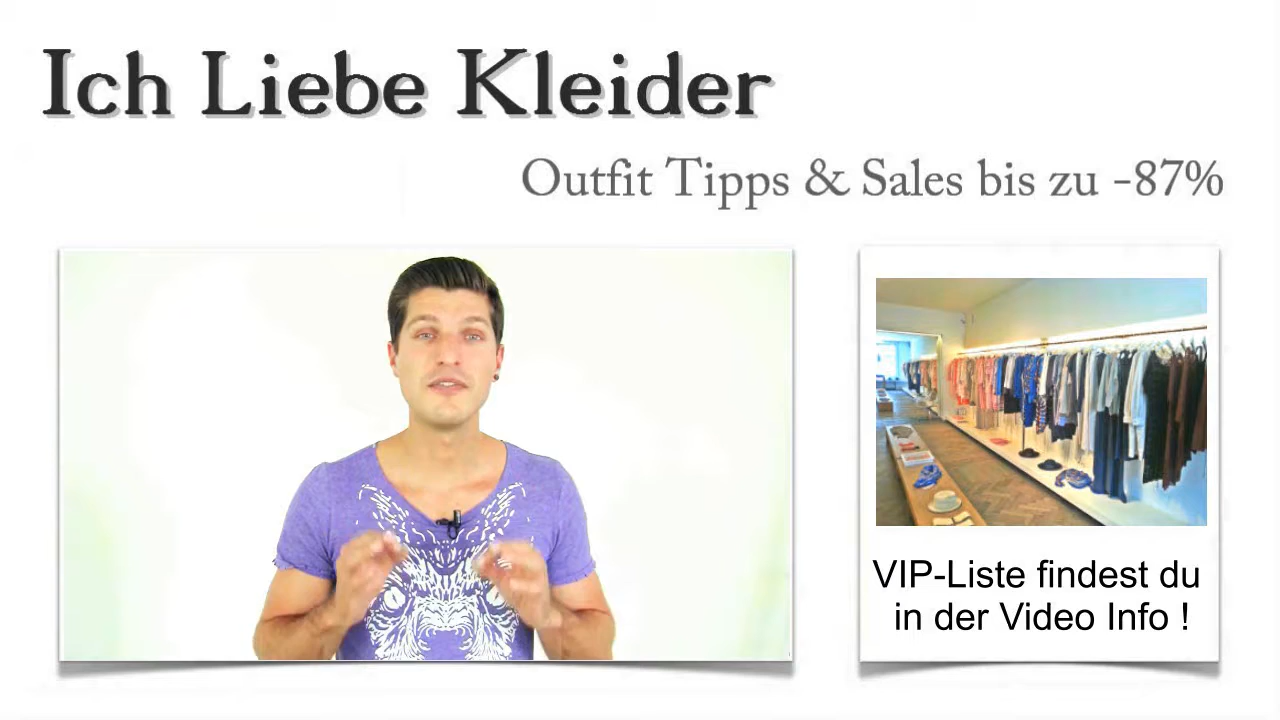 Ich Liebe Kleider
Outfit Tipps & Sales bis zu -87%
VIP-Liste findest du
in der Video Info !